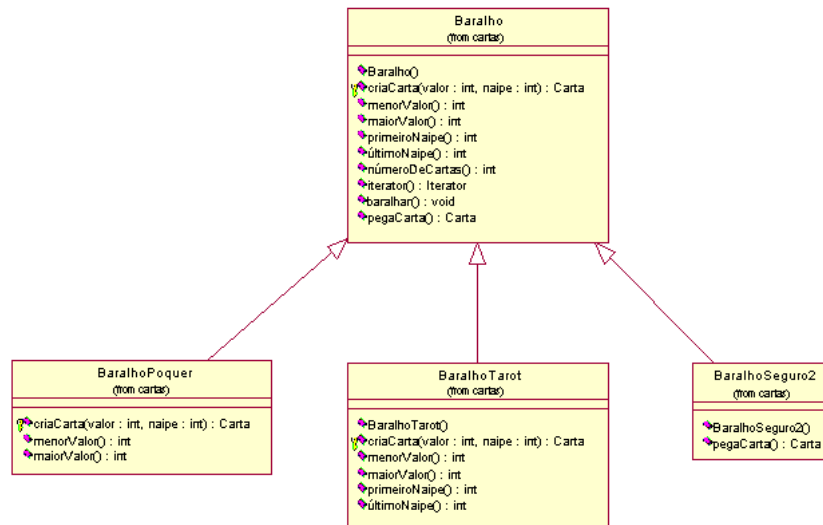 Baralho
(from cartas)
Baralho()
criaCarta(valor : int, naipe : int) : Carta
menorValor() : int
maiorValor() : int
primeiroNaipe() : int
últimoNaipe() : int
númeroDeCartas() : int
iterator() : Iterator
baralhar() : void
pegaCarta() : Carta
BaralhoPoquer
(from cartas)
criaCarta(valor : int, naipe : int) : Carta
menorValor() : int
maiorValor() : int
BaralhoTarot
(from cartas)
BaralhoTarot()
criaCarta(valor : int, naipe : int) : Carta
menorValor() : int
maiorValor() : int
primeiroNaipe() : int
últimoNaipe() : int
BaralhoSeguro2
(from cartas)
BaralhoSeguro2()
pegaCarta() : Carta